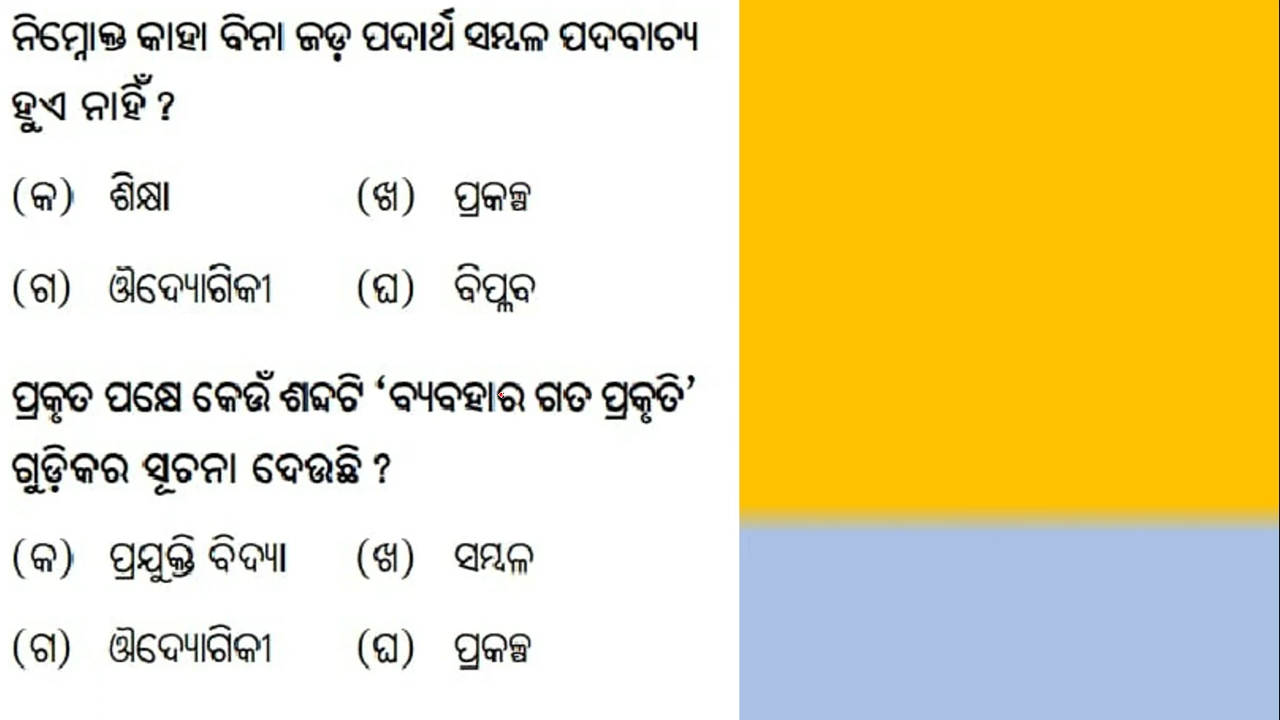 ନିମ୍ନୋକ୍ତ କାହା ବିନା ଜଡ଼ ପଦାର୍ଥ ସମ୍ବଳ ପଦବାଚ୍ୟ
ହୁଏ ନାହିଁ ?
(କ) ଶିକ୍ଷା (ଖ) ପ୍ରକଳ୍ପ
(ଗ) ଔଦ୍ୟୋଗିକୀ (ଘ) ବିପ୍ଳବ
ପ୍ରକୃତ ପକ୍ଷେ କେଉଁ ଶବ୍ଦଟି ‘ବ୍ୟବହାର ଗତ ପ୍ରକୃତି’
ଗୁଡ଼ିକର ସୂଚନା ଦେଉଛି ?
(କ) ପ୍ରଯୁକ୍ତି ବିଦ୍ୟା (ଖ) ସମ୍ବଳ
(ଗ) ଔଦ୍ୟୋଗିକୀ (ଘ) ପ୍ରକଳ୍ପ